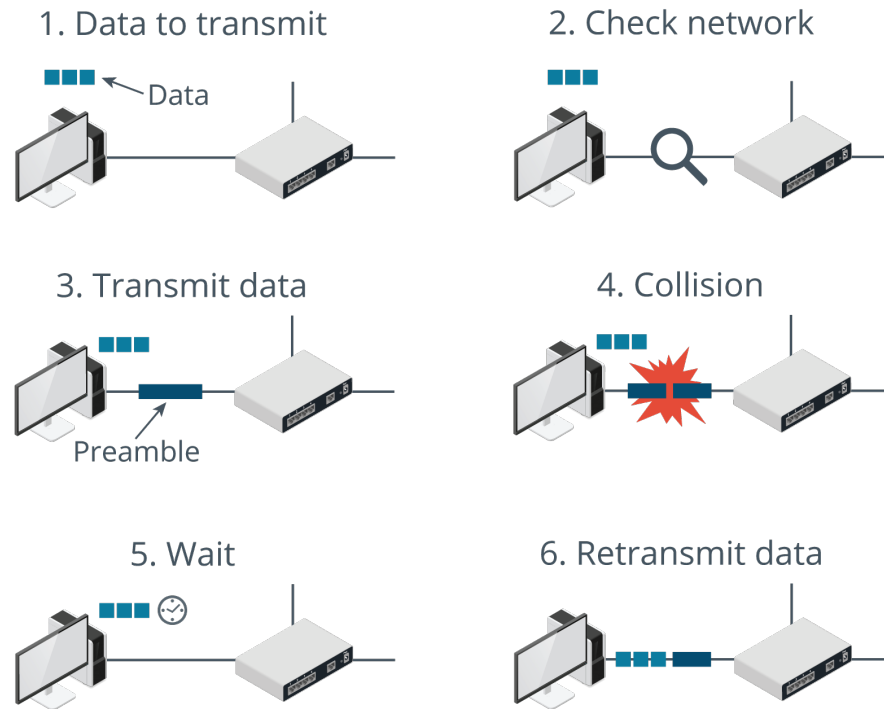 1. Data to transmit
Data
2. Check network
3. Transmit data
Preamble
4. Collision
5. Wait
6. Retransmit data